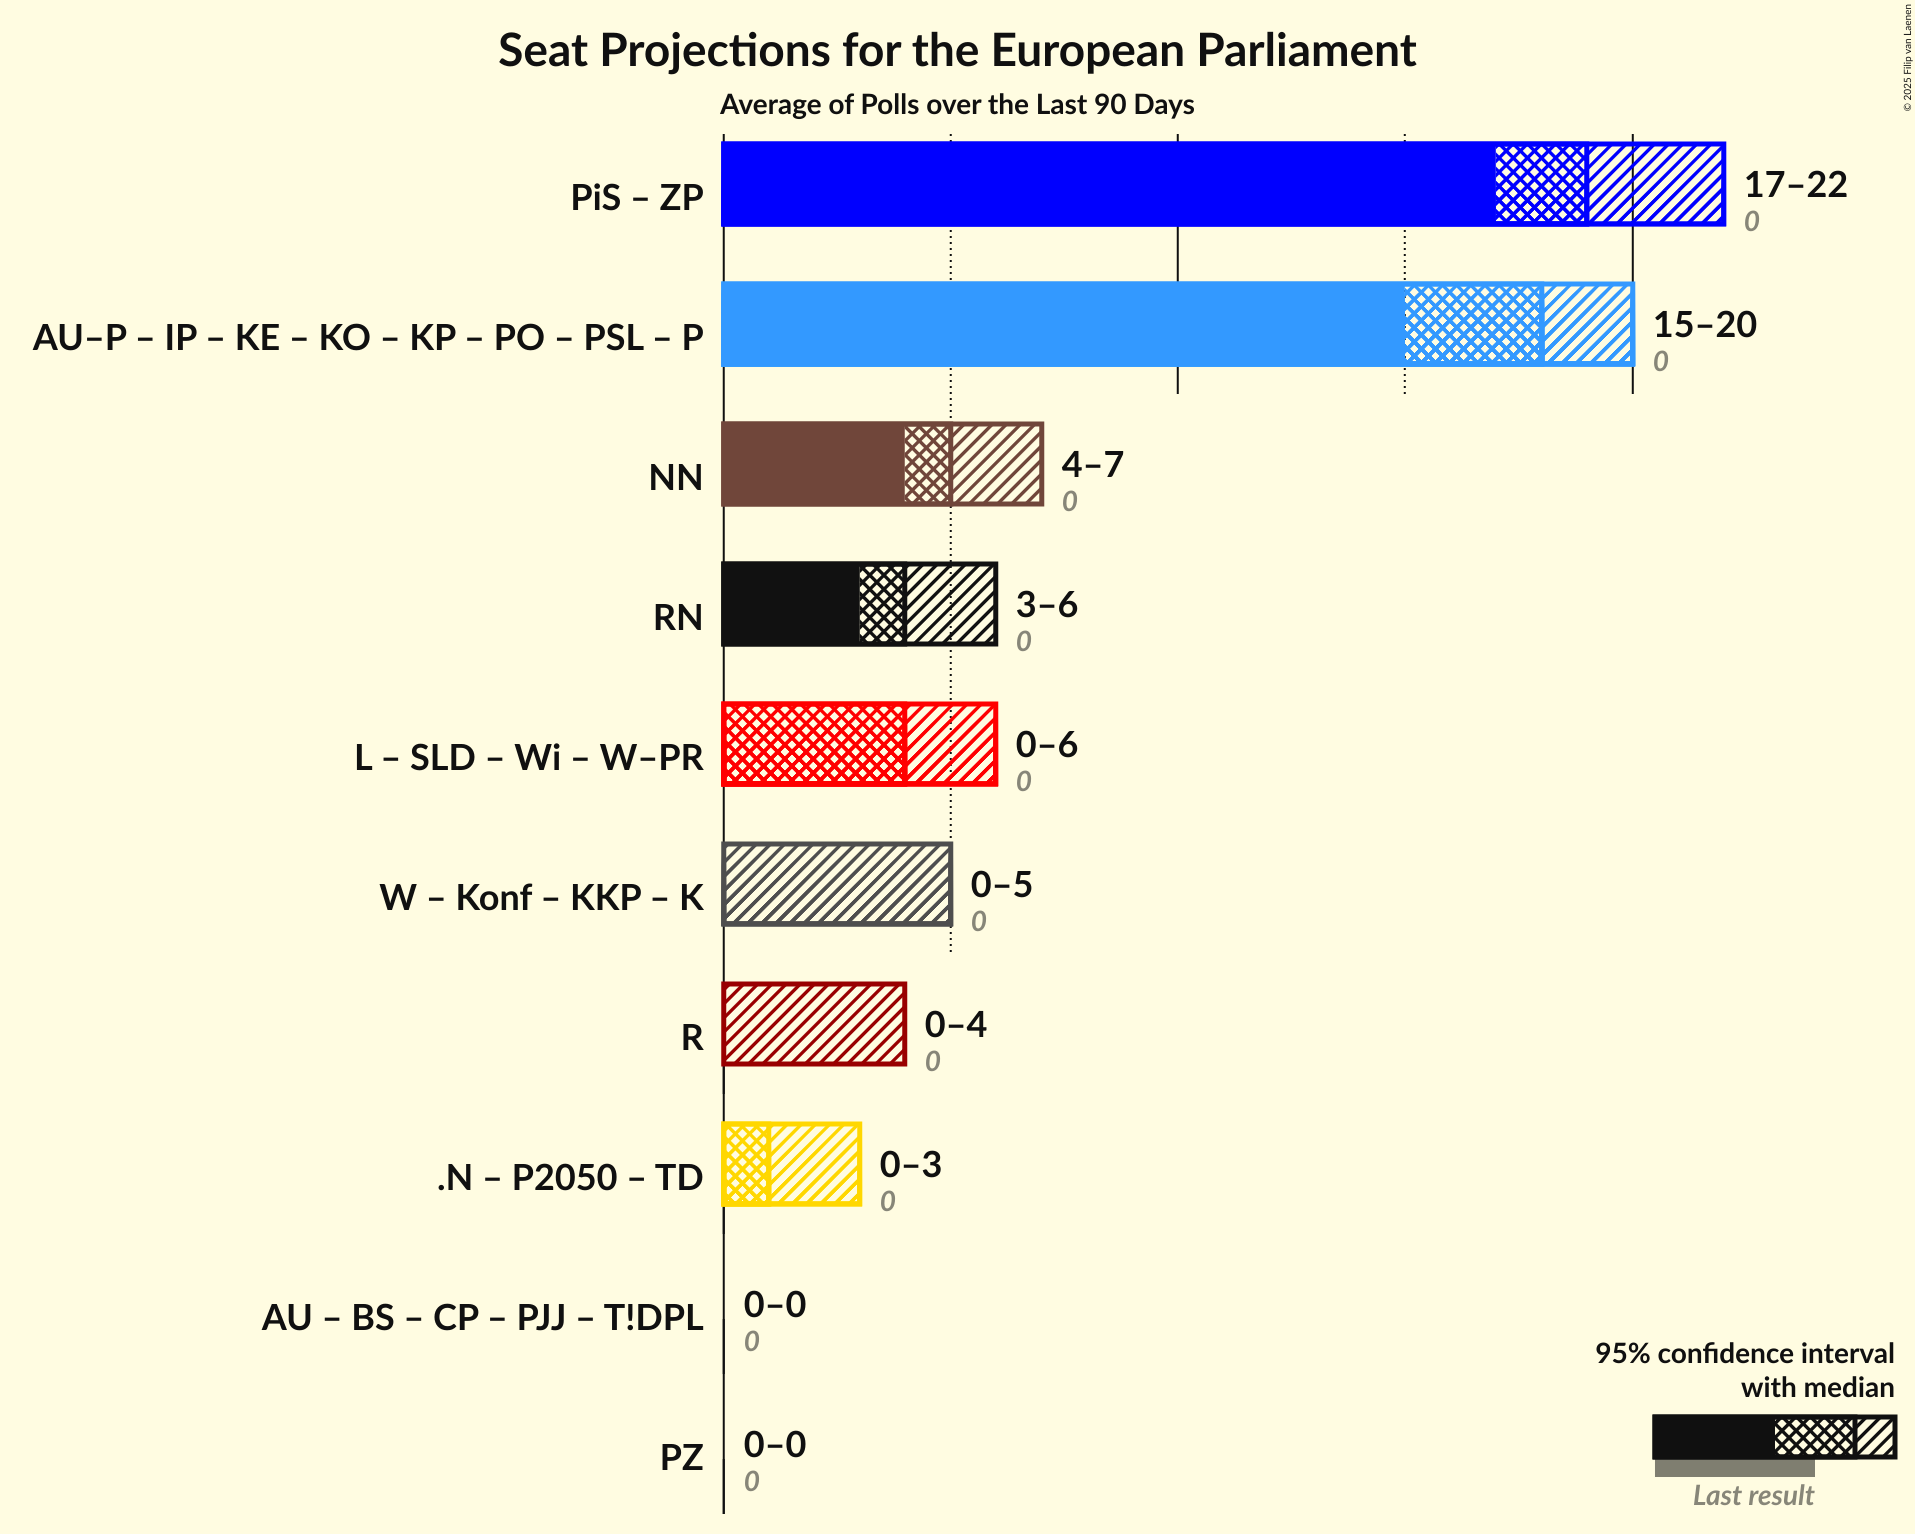 Seat Projections for the European Parliament
Average of Polls over the Last 90 Days
© 2025 Filip van Laenen
PiS – ZP
17–22
0
AU–P – IP – KE – KO – KP – PO – PSL – P
15–20
0
NN
4–7
0
RN
3–6
0
L – SLD – Wi – W–PR
0–6
0
W – Konf – KKP – K
0–5
0
R
0–4
0
.N – P2050 – TD
0–3
0
AU – BS – CP – PJJ – T!DPL
0–0
0
PZ
0–0
0
95% confidence interval
with median
Last result